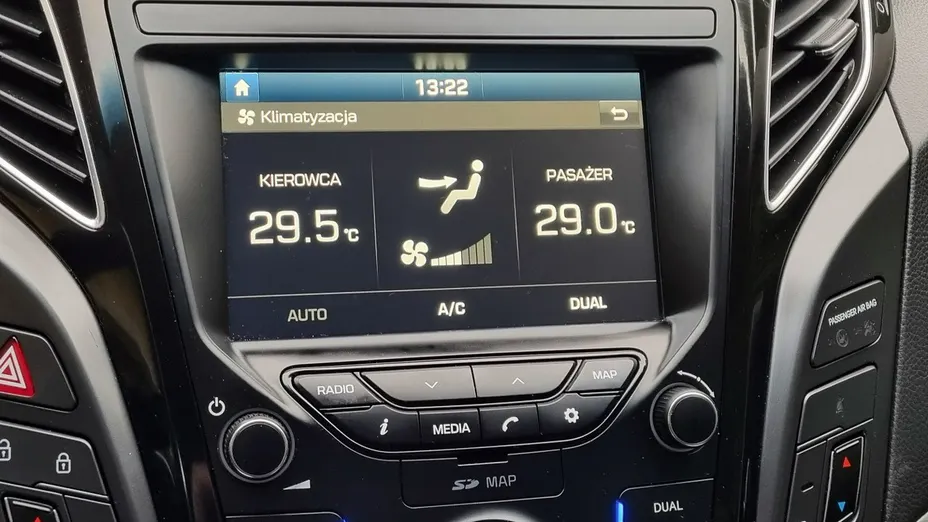 13:22
Klimatyzacja
KIEROWCA
PASAŻER
29.5 °C
29.0 °C
AUTO
A/C
DUAL
RADIO
MAP
i
MEDIA
SD MAP
DUAL
PASSENGER AIR BAG